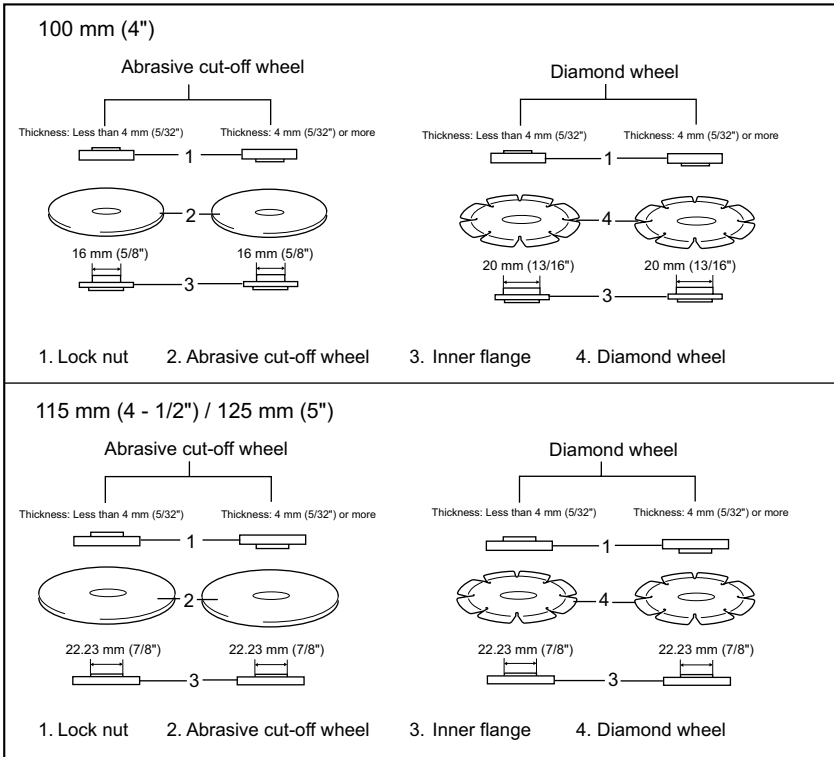 100 mm (4")
Abrasive cut-off wheel
Diamond wheel
Thickness: Less than 4 mm (5/32")
Thickness: 4 mm (5/32") or more
Thickness: Less than 4 mm (5/32")
Thickness: 4 mm (5/32") or more
1
1
2
4
16 mm (5/8")
16 mm (5/8")
20 mm (13/16")
20 mm (13/16")
3
3
1. Lock nut
2. Abrasive cut-off wheel
3. Inner flange
4. Diamond wheel
115 mm (4 - 1/2") / 125 mm (5")
Abrasive cut-off wheel
Diamond wheel
Thickness: Less than 4 mm (5/32")
Thickness: 4 mm (5/32") or more
Thickness: Less than 4 mm (5/32")
Thickness: 4 mm (5/32") or more
1
1
2
4
22.23 mm (7/8")
22.23 mm (7/8")
22.23 mm (7/8")
22.23 mm (7/8")
3
3
1. Lock nut
2. Abrasive cut-off wheel
3. Inner flange
4. Diamond wheel